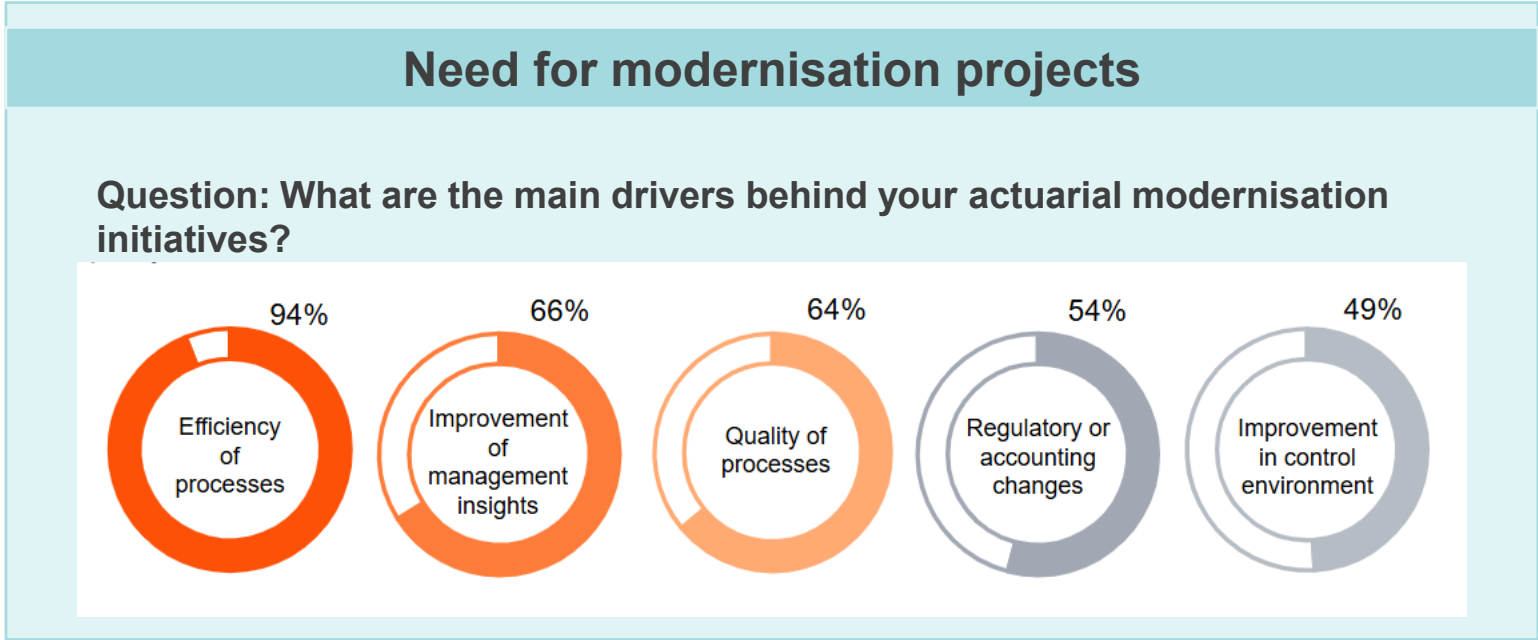 Need for modernisation projects
Question: What are the main drivers behind your actuarial modernisation
initiatives?
94%
66%
64%
54%
49%
Efficiency
of
processes
Improvement
of
management
insights
Quality of
processes
Regulatory or
accounting
changes
Improvement
in control
environment